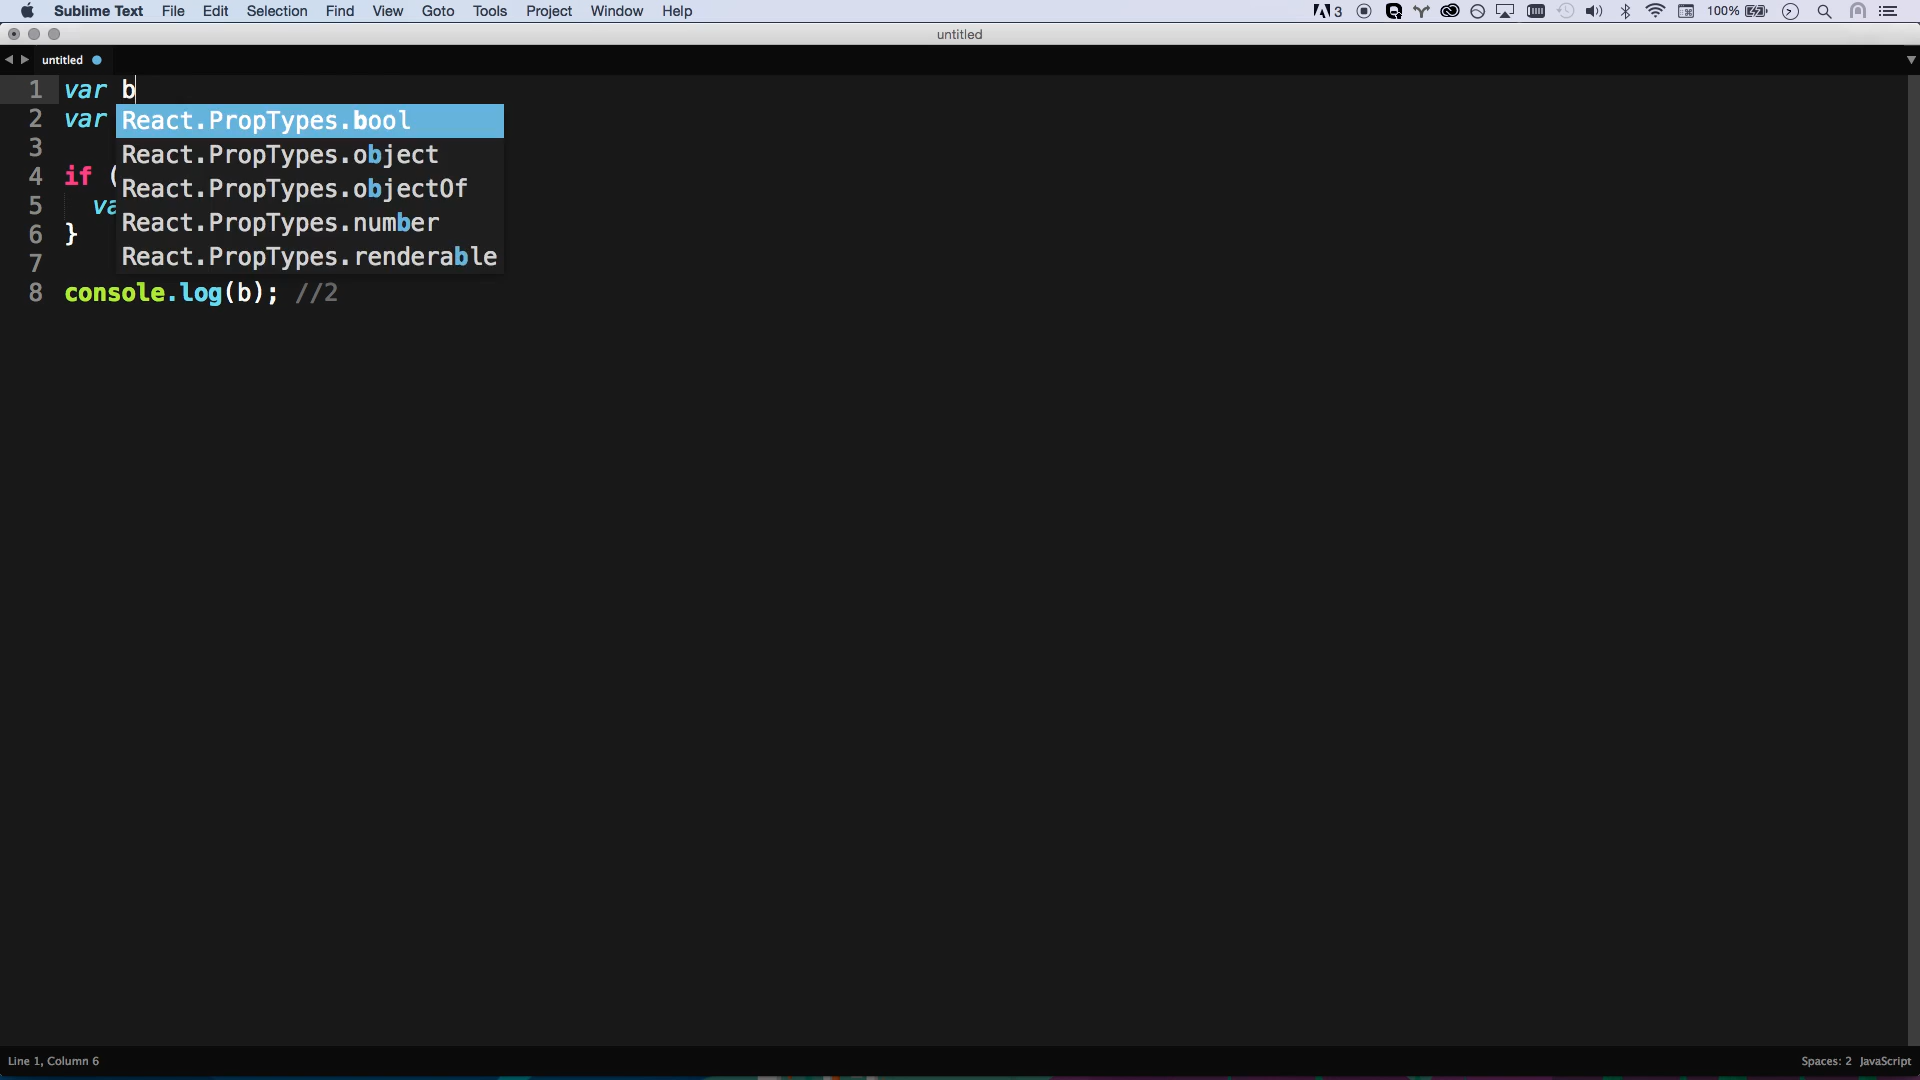 Sublime Text File Edit Selection Find View Goto Tools Project Window Help 3 100%
untitled
untitled
1 var b
React.PropTypes.bool
React.PropTypes.object
React.PropTypes.objectOf
React.PropTypes.number
React.PropTypes.renderable
2 var
3
4 if (
5 va
6 }
7
8 console.log(b); //2
Line 1, Column 6 Spaces: 2 JavaScript